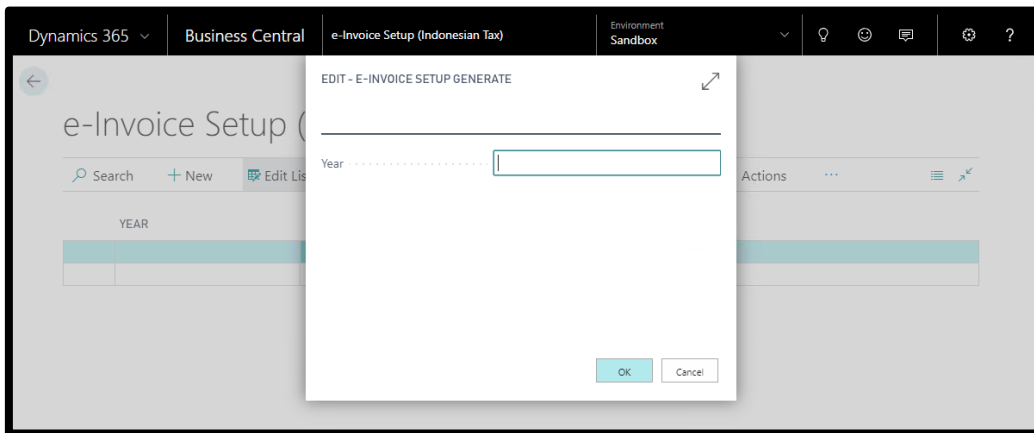 Dynamics 365 Business Central e-Invoice Setup (Indonesian Tax) Environment Sandbox ?
EDIT - E-INVOICE SETUP GENERATE
e-Invoice Setup (
Year
Search + New Edit Lis Actions ...
YEAR
OK Cancel